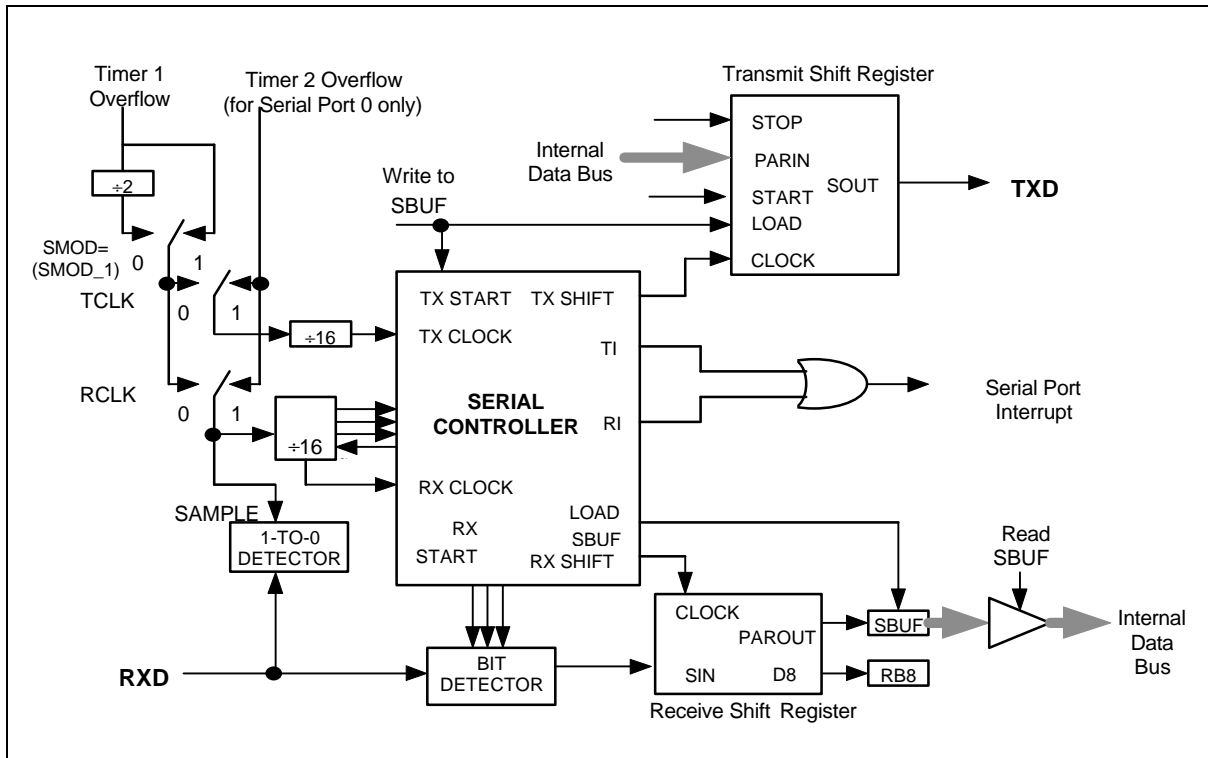 Timer 1
Overflow
Timer 2 Overflow
(for Serial Port 0 only)
Transmit Shift Register
STOP
PARIN
START
LOAD
CLOCK
SOUT
Internal
Data Bus
TXD
÷2
Write to
SBUF
SMOD=
(SMOD_1)
0
1
TCLK
0
1
÷16
TX START
TX SHIFT
TX CLOCK
TI
RCLK
0
1
÷16
SERIAL
CONTROLLER
RI
Serial Port
Interrupt
RX CLOCK
SAMPLE
1-TO-0
DETECTOR
RX
START
LOAD
SBUF
RX SHIFT
Read
SBUF
CLOCK
PAROUT
SBUF
Internal
Data
Bus
RXD
BIT
DETECTOR
SIN
D8
RB8
Receive Shift Register